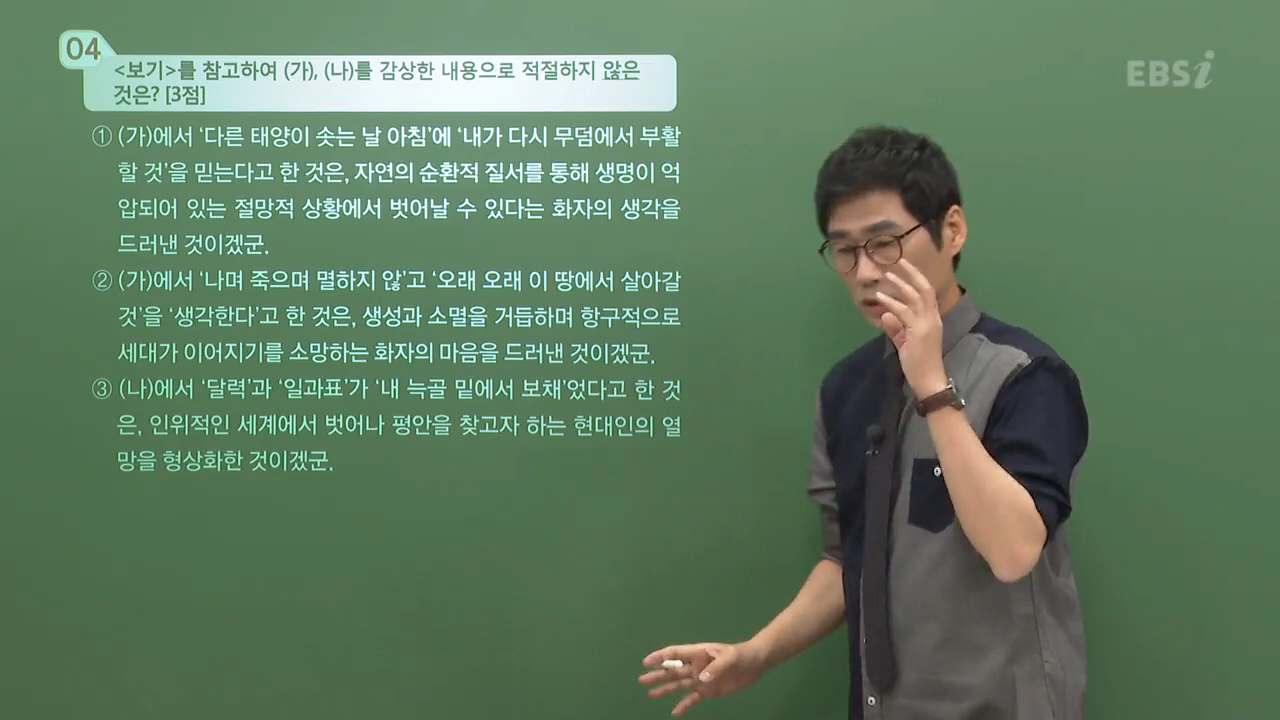 04
<보기>를 참고하여 (가), (나)를 감상한 내용으로 적절하지 않은
것은? [3점]
EBSi
① (가)에서 ‘다른 태양이 솟는 날 아침’에 ‘내가 다시 무덤에서 부활
할 것’을 믿는다고 한 것은, 자연의 순환적 질서를 통해 생명이 억
압되어 있는 절망적 상황에서 벗어날 수 있다는 화자의 생각을
드러낸 것이겠군.
② (가)에서 ‘나며 죽으며 멸하지 않’고 ‘오래 오래 이 땅에서 살아갈
것’을 ‘생각한다’고 한 것은, 생성과 소멸을 거듭하며 항구적으로
세대가 이어지기를 소망하는 화자의 마음을 드러낸 것이겠군.
③ (나)에서 ‘달력’과 ‘일과표’가 ‘내 늑골 밑에서 보채’었다고 한 것
은, 인위적인 세계에서 벗어나 평안을 찾고자 하는 현대인의 열
망을 형상화한 것이겠군.